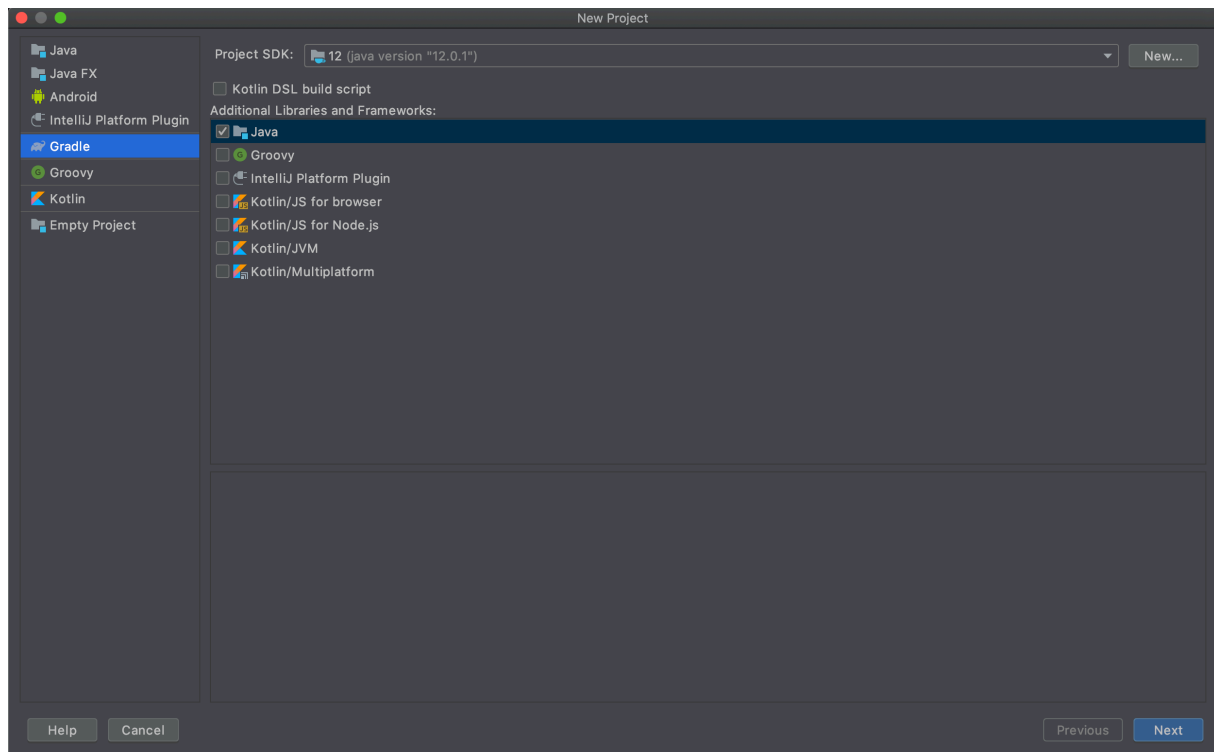 New Project
Java
Java FX
Android
IntelliJ Platform Plugin
Gradle
Groovy
Kotlin
Empty Project
Project SDK: 12 (java version "12.0.1") New...
Kotlin DSL build script
Additional Libraries and Frameworks:
Java
Groovy
IntelliJ Platform Plugin
Kotlin/JS for browser
Kotlin/JS for Node.js
Kotlin/JVM
Kotlin/Multiplatform
Help Cancel Previous Next